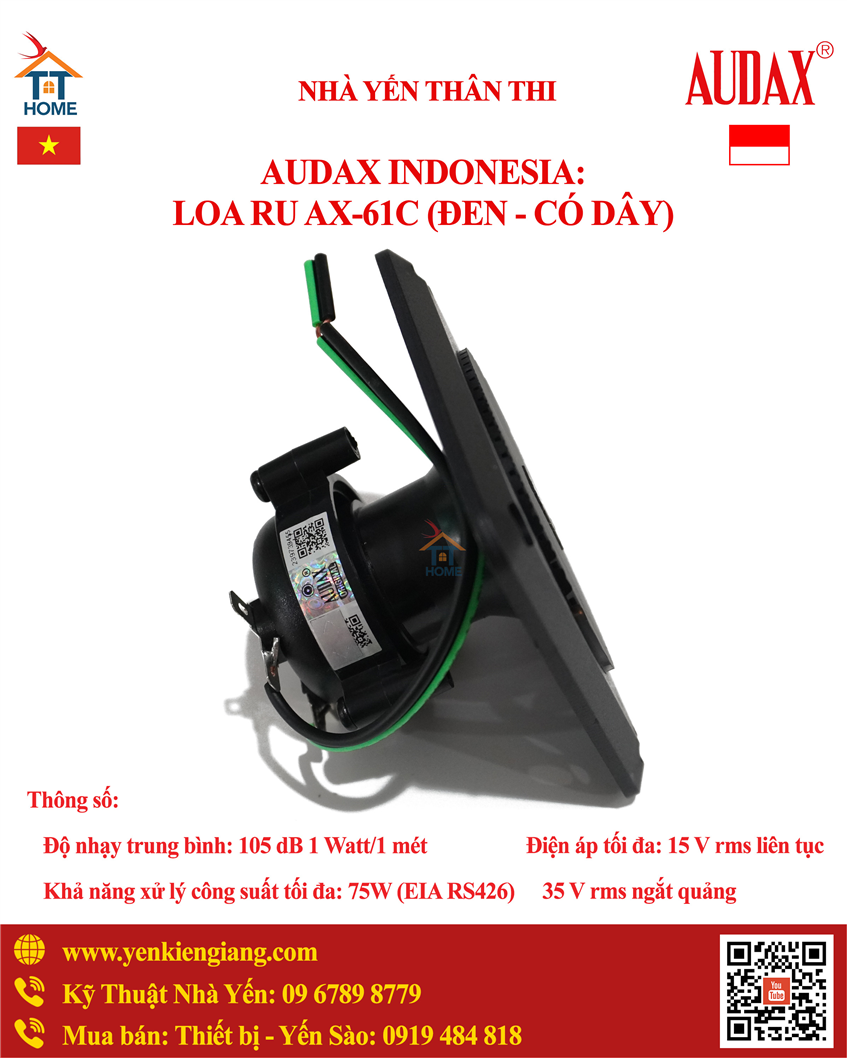 TT
HOME
AUDAX®
NHÀ YẾN THÂN THI
AUDAX INDONESIA:
LOA RU AX-61C (ĐEN - CÓ DÂY)
AUDAX
ORIGINAL
TT
HOME
Thông số:
Độ nhạy trung bình: 105 dB 1 Watt/1 mét
Điện áp tối đa: 15 V rms liên tục
Khả năng xử lý công suất tối đa: 75W (EIA RS426)
35 V rms ngắt quảng
www.yenkiengiang.com
Kỹ Thuật Nhà Yến: 09 6789 8779
Mua bán: Thiết bị - Yến Sào: 0919 484 818
You
Tube